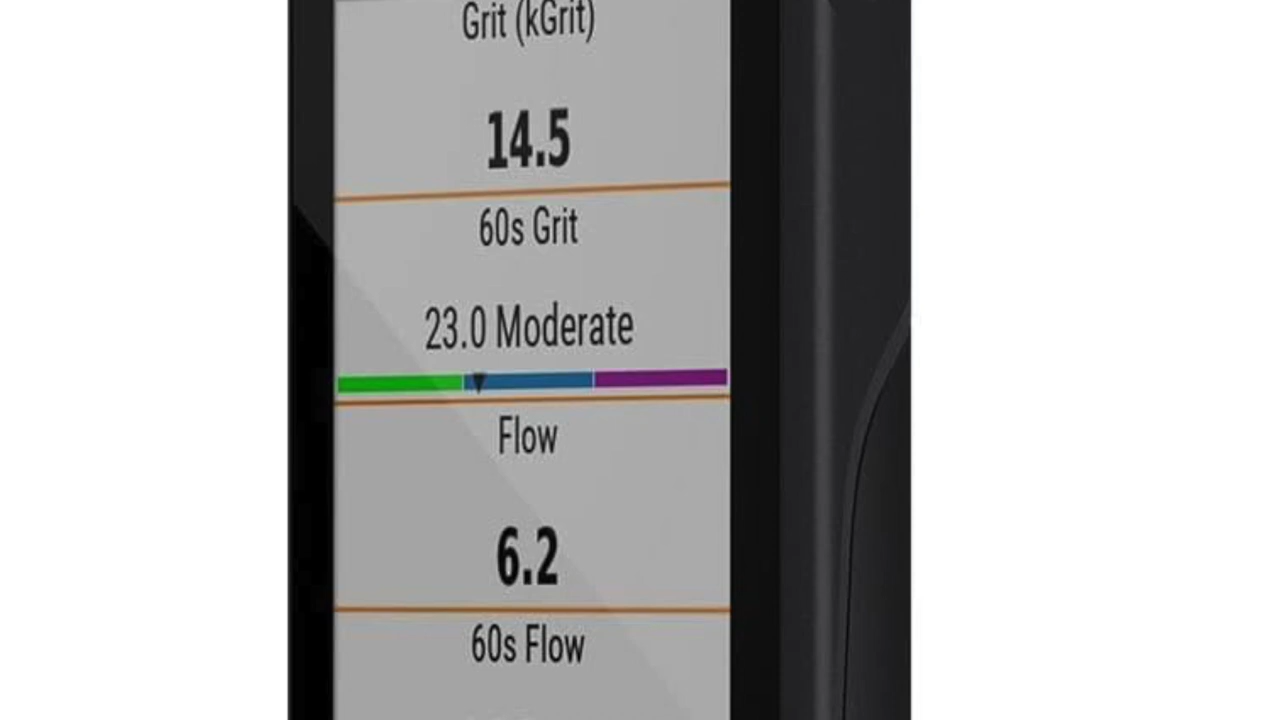 Grit (kGrit)
14.5
60s Grit
23.0 Moderate
Flow
6.2
60s Flow